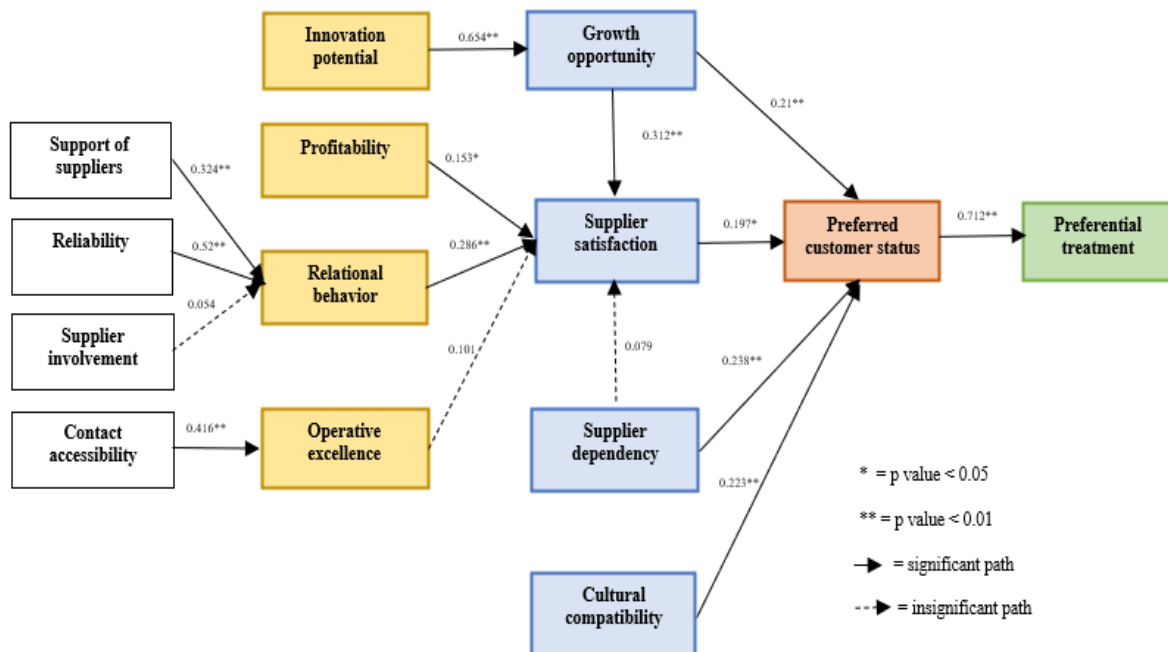 Innovation
potential
0.654**
Growth
opportunity
0.21**
0.312**
Support of
suppliers
0.324**
Profitability
0.153*
Reliability
0.52**
Relational
behavior
0.286**
Supplier
satisfaction
0.197*
Preferred
customer status
0.712**
Preferential
treatment
0.054
Supplier
involvement
0.101
0.079
0.238**
Contact
accessibility
0.416**
Operative
excellence
Supplier
dependency
0.223**
Cultural
compatibility
* = p value < 0.05
** = p value < 0.01
= significant path
= insignificant path